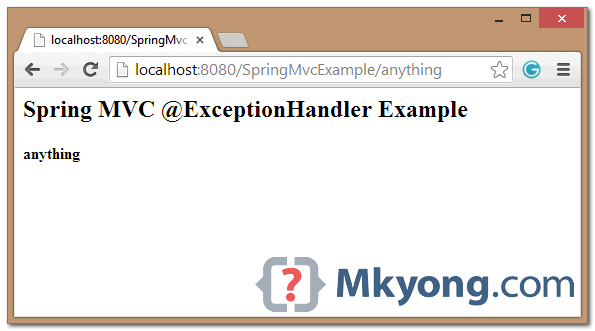 localhost:8080/SpringMvc
localhost:8080/SpringMvcExample/anything
Spring MVC @ExceptionHandler Example
anything
{?} Mkyong.com